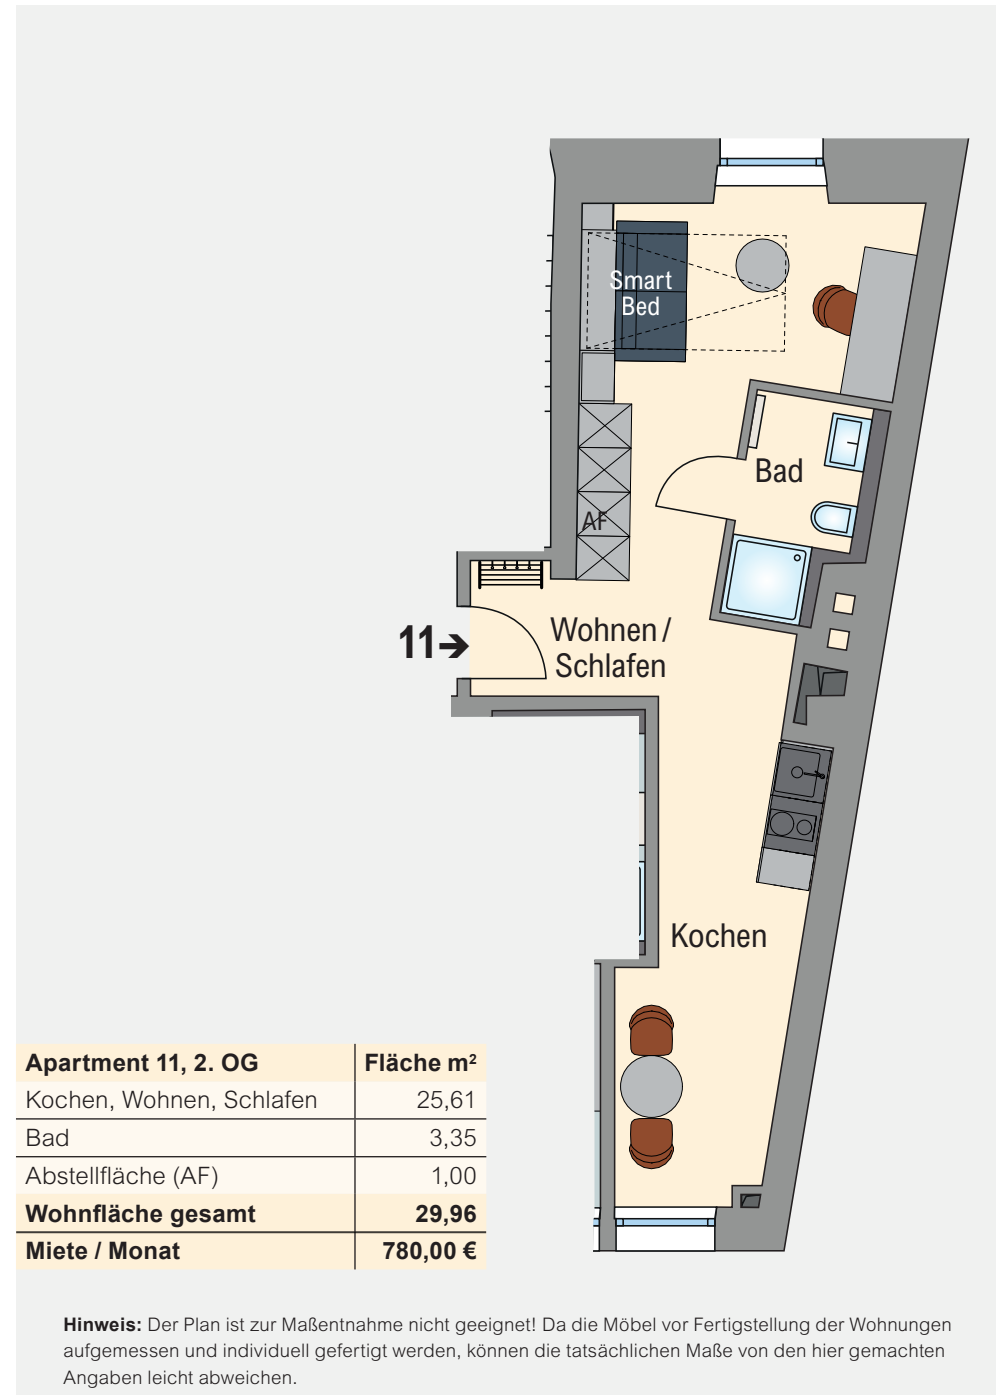 Smart
Bed
Bad
AF
11➔
Wohnen /
Schlafen
Kochen
Apartment 11, 2. OG Fläche m²
Kochen, Wohnen, Schlafen 25,61
Bad 3,35
Abstellfläche (AF) 1,00
Wohnfläche gesamt 29,96
Miete / Monat 780,00 €
Hinweis: Der Plan ist zur Maßentnahme nicht geeignet! Da die Möbel vor Fertigstellung der Wohnungen
aufgemessen und individuell gefertigt werden, können die tatsächlichen Maße von den hier gemachten
Angaben leicht abweichen.